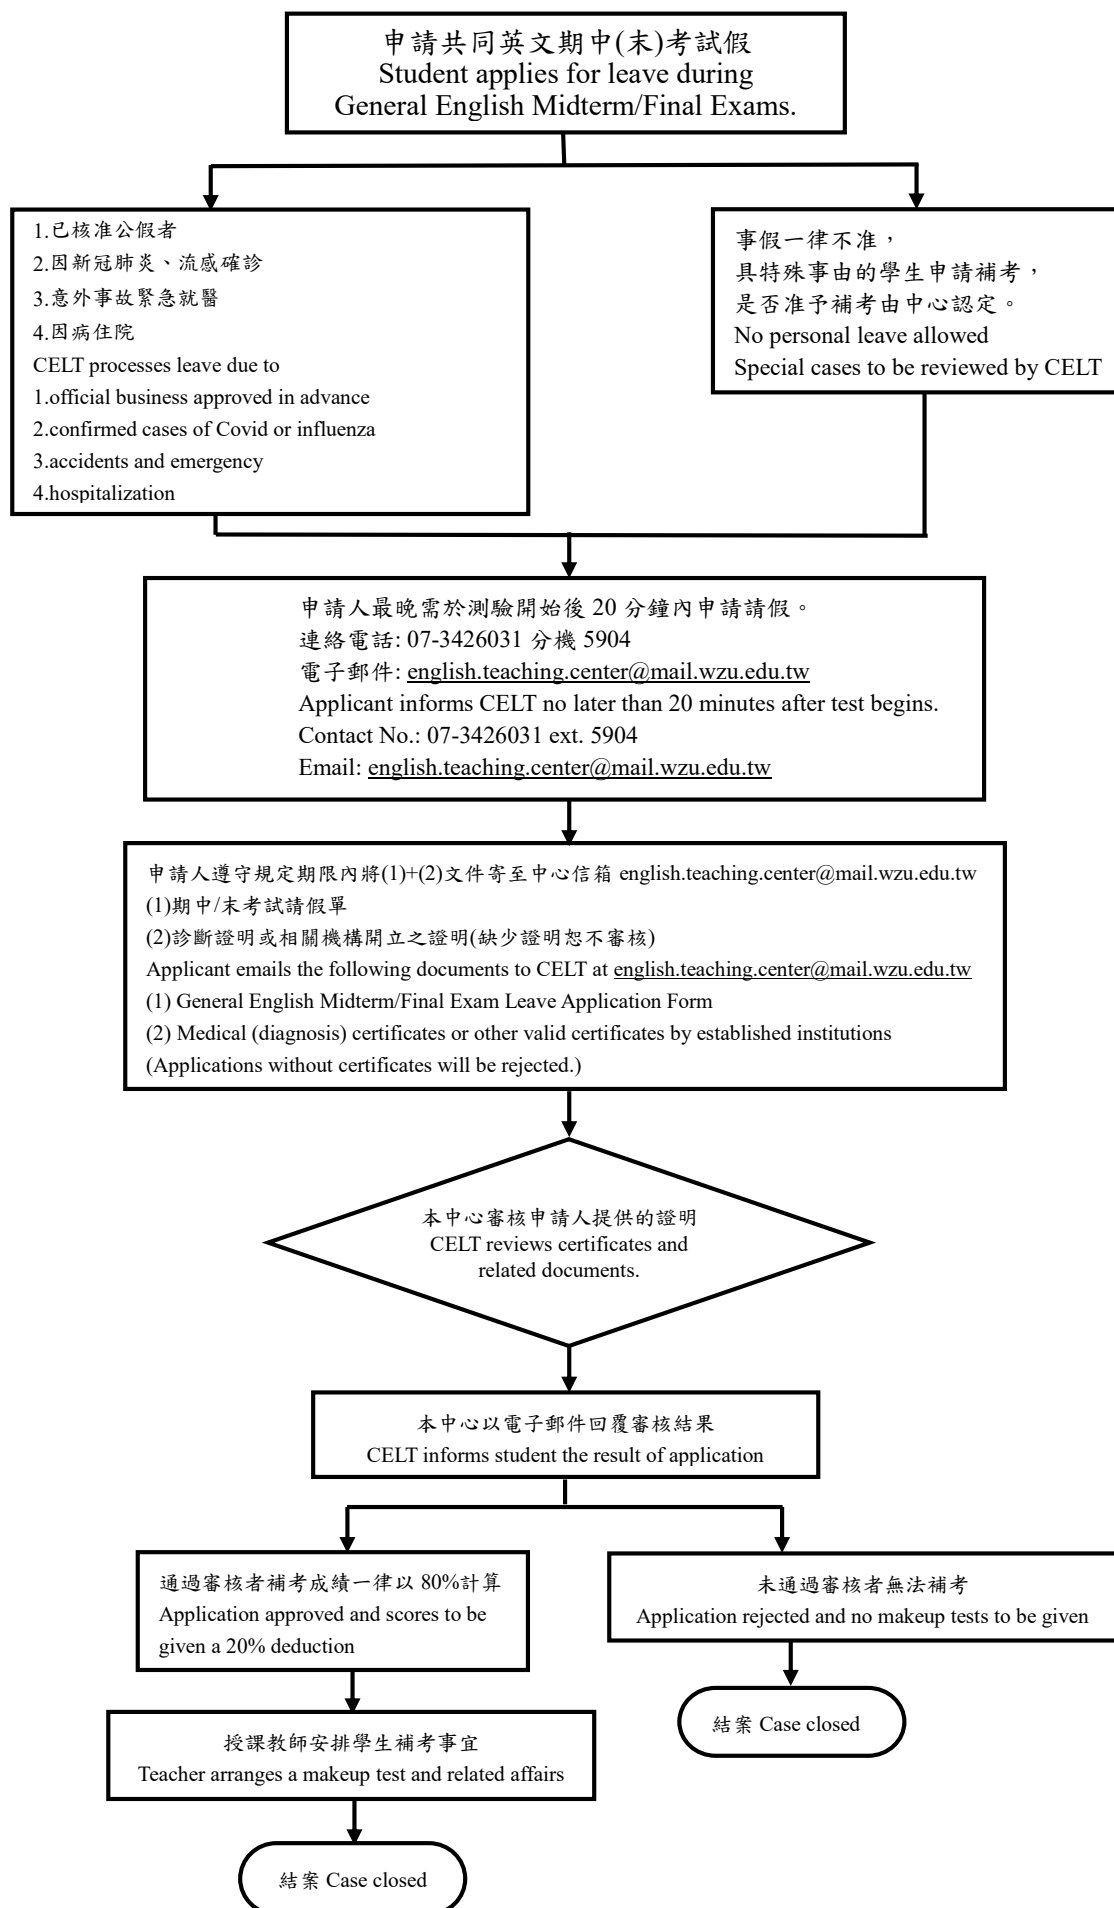 申請共同英文期中(末)考試假
Student applies for leave during
General English Midterm/Final Exams.
1.已核准公假者
2.因新冠肺炎、流感確診
3.意外事故緊急就醫
4.因病住院
CELT processes leave due to
1.official business approved in advance
2.confirmed cases of Covid or influenza
3.accidents and emergency
4.hospitalization
事假一律不准，
具特殊事由的學生申請補考，
是否准予補考由中心認定。
No personal leave allowed
Special cases to be reviewed by CELT
申請人最晚需於測驗開始後 20 分鐘內申請請假。
連絡電話: 07-3426031 分機 5904
電子郵件: english.teaching.center@mail.wzu.edu.tw
Applicant informs CELT no later than 20 minutes after test begins.
Contact No.: 07-3426031 ext. 5904
Email: english.teaching.center@mail.wzu.edu.tw
申請人遵守規定期限內將(1)+(2)文件寄至中心信箱 english.teaching.center@mail.wzu.edu.tw
(1)期中/末考試請假單
(2)診斷證明或相關機構開立之證明(缺少證明恕不審核)
Applicant emails the following documents to CELT at english.teaching.center@mail.wzu.edu.tw
(1) General English Midterm/Final Exam Leave Application Form
(2) Medical (diagnosis) certificates or other valid certificates by established institutions
(Applications without certificates will be rejected.)
本中心審核申請人提供的證明
CELT reviews certificates and
related documents.
本中心以電子郵件回覆審核結果
CELT informs student the result of application
通過審核者補考成績一律以 80%計算
Application approved and scores to be
given a 20% deduction
未通過審核者無法補考
Application rejected and no makeup tests to be given
結案 Case closed
授課教師安排學生補考事宜
Teacher arranges a makeup test and related affairs
結案 Case closed